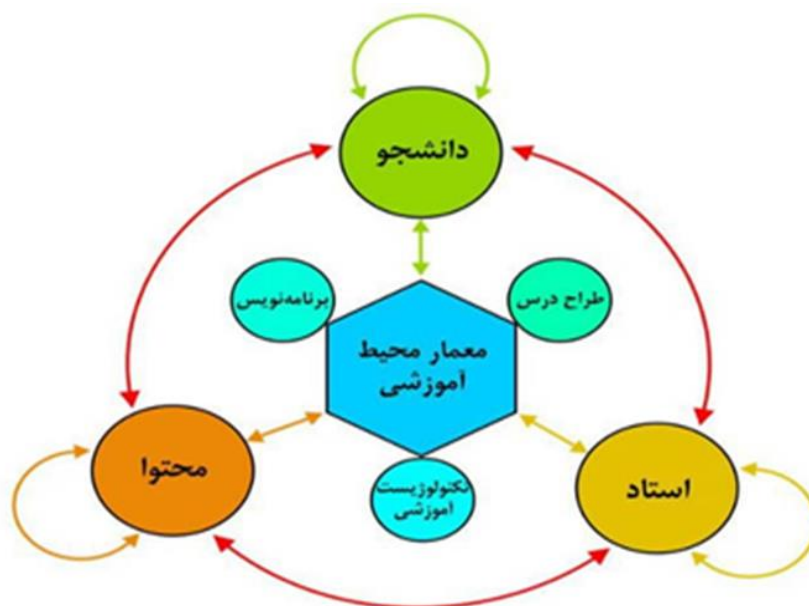 دانشجو
برنامه‌نویس
طراح درس
معمار محیط
آموزشی
محتوا
استاد
تکنولوژیست
آموزشی